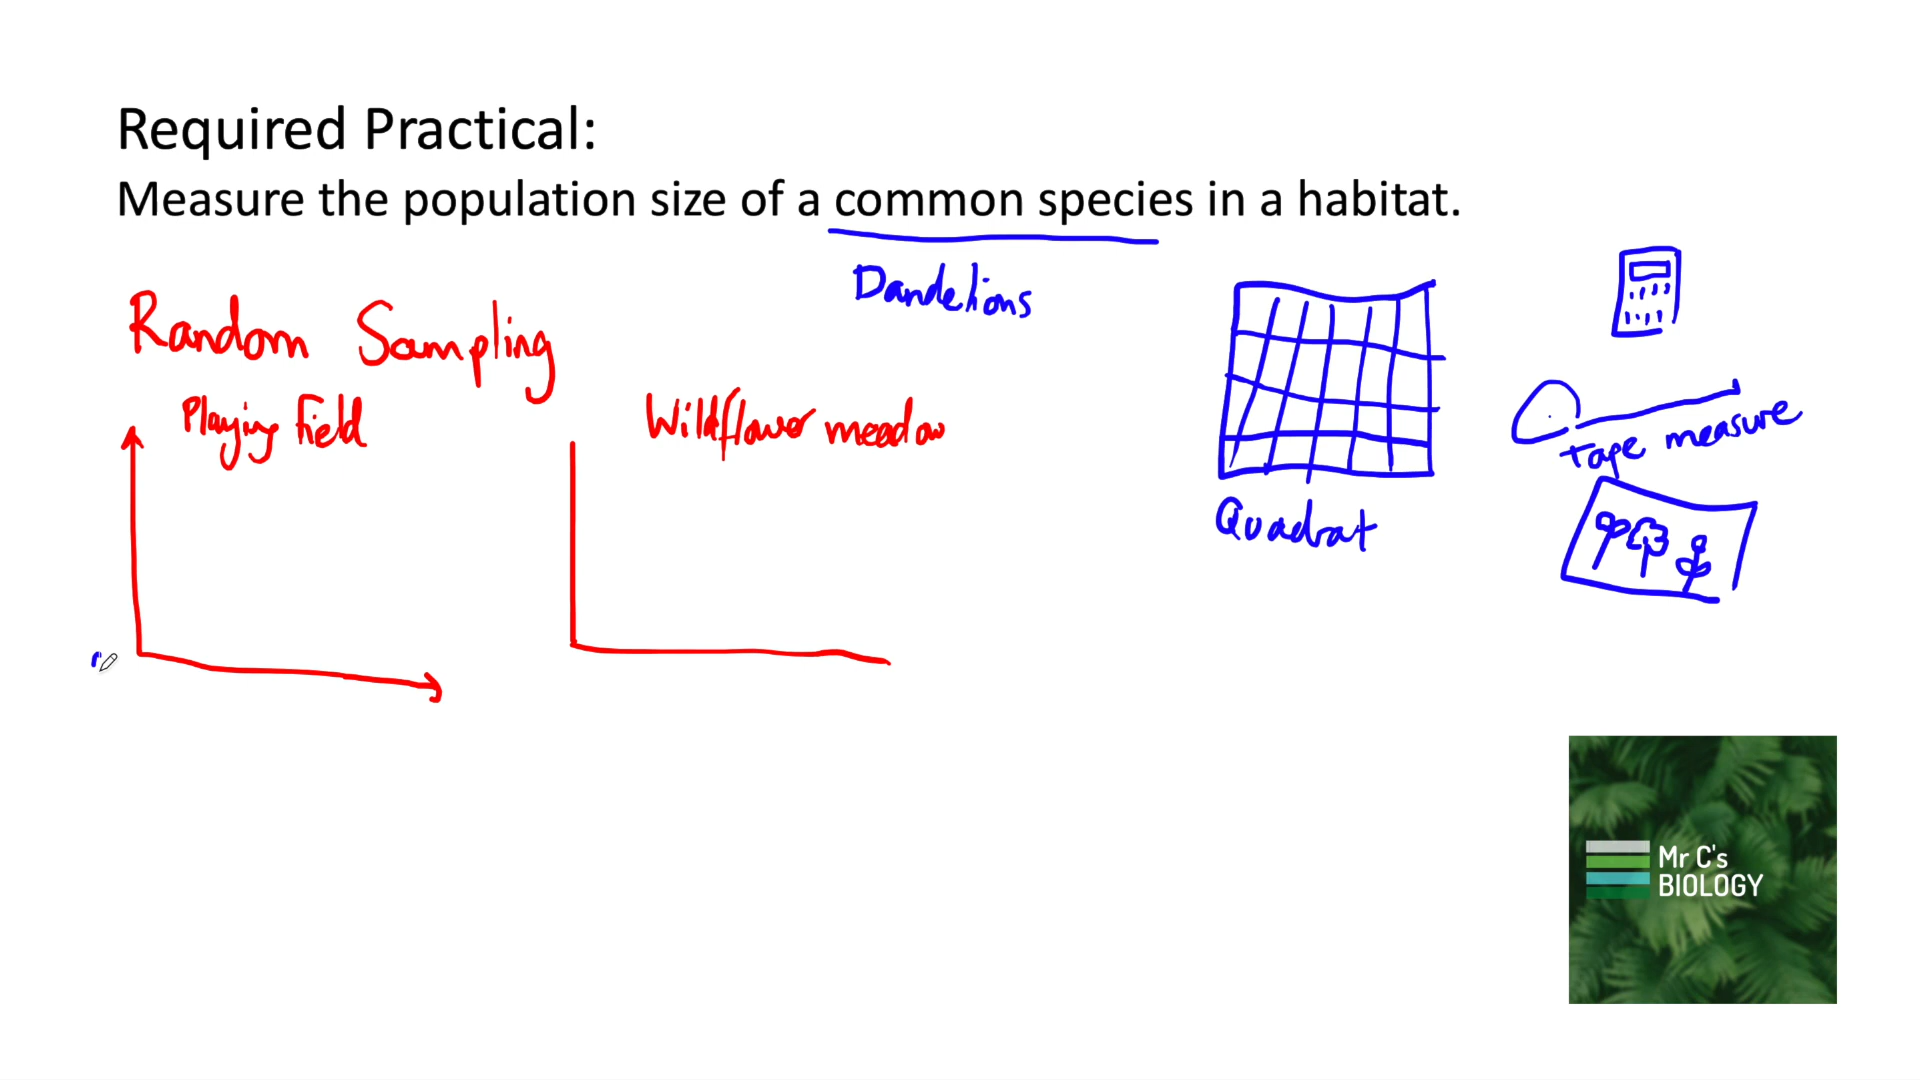 Required Practical:
Measure the population size of a common species in a habitat.
Dandelions
Random Sampling
Playing field
Wildflower meadow
Quadrat
Tape measure
Mr C's
BIOLOGY